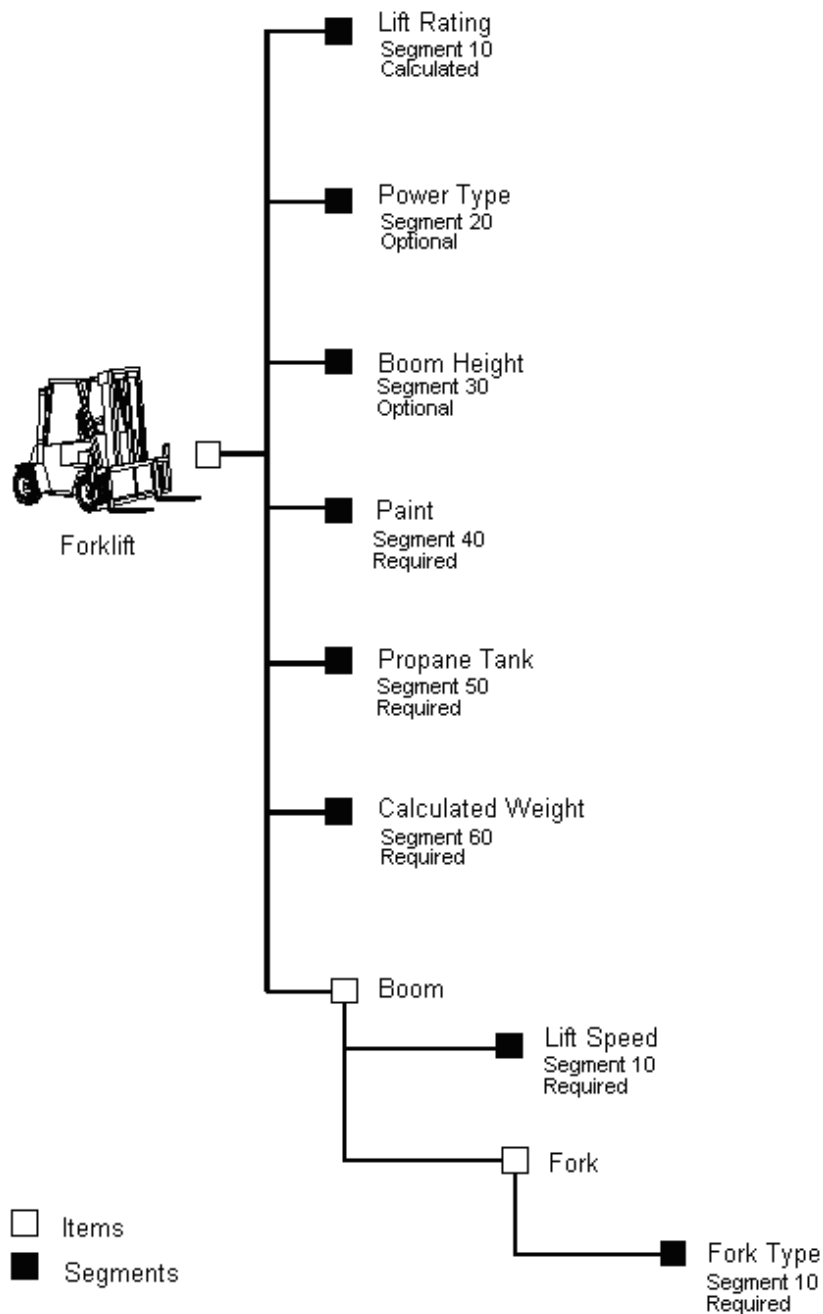 Lift Rating
Segment 10
Calculated
Power Type
Segment 20
Optional
Boom Height
Segment 30
Optional
Forklift
Paint
Segment 40
Required
Propane Tank
Segment 50
Required
Calculated Weight
Segment 60
Required
Boom
Lift Speed
Segment 10
Required
Fork
Fork Type
Segment 10
Required
Items
Segments